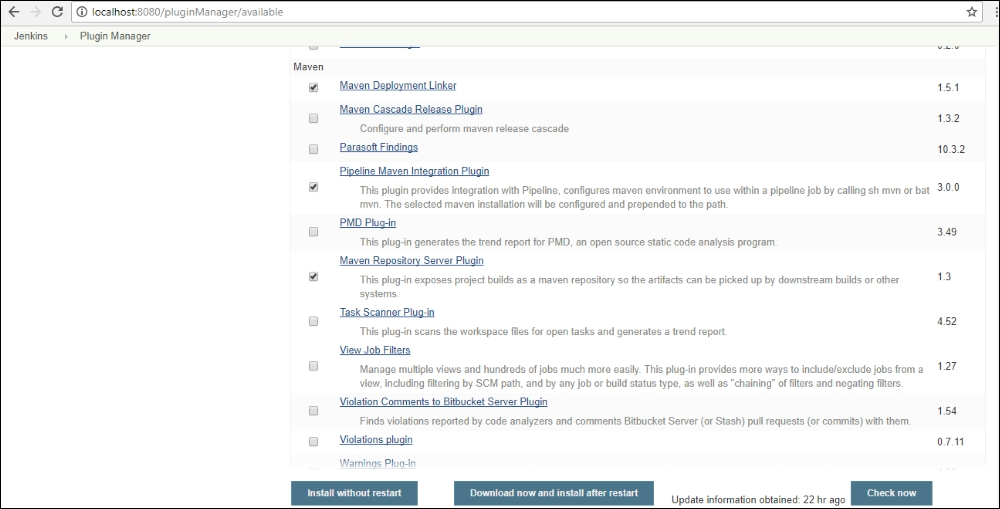 localhost:8080/pluginManager/available
Jenkins Plugin Manager
Maven
Maven Deployment Linker 1.5.1
Maven Cascade Release Plugin
Configure and perform maven release cascade 1.3.2
Parasoft Findings 10.3.2
Pipeline Maven Integration Plugin
This plugin provides integration with Pipeline, configures maven environment to use within a pipeline job by calling sh mvn or bat 3.0.0
mvn. The selected maven installation will be configured and prepended to the path.
PMD Plug-in
This plug-in generates the trend report for PMD, an open source static code analysis program. 3.49
Maven Repository Server Plugin
This plug-in exposes project builds as a maven repository so the artifacts can be picked up by downstream builds or other 1.3
systems.
Task Scanner Plug-in
This plug-in scans the workspace files for open tasks and generates a trend report. 4.52
View Job Filters
Manage multiple views and hundreds of jobs much more easily. This plug-in provides more ways to include/exclude jobs from a 1.27
view, including filtering by SCM path, and by any job or build status type, as well as "chaining" of filters and negating filters.
Violation Comments to Bitbucket Server Plugin
Finds violations reported by code analyzers and comments Bitbucket Server (or Stash) pull requests (or commits) with them. 1.54
Violations plugin 0.7.11
Warnings Plug-in
Install without restart Download now and install after restart Update information obtained: 22 hr ago Check now